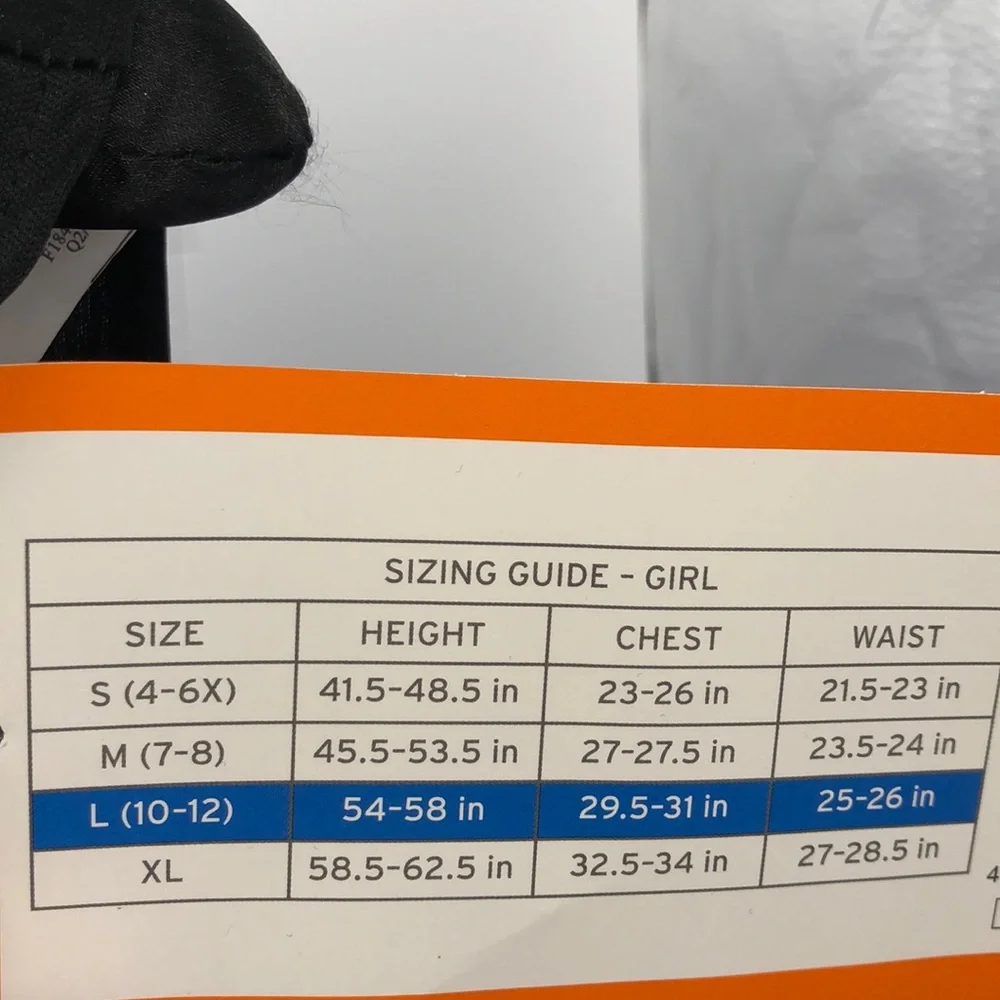 F184
Q2
SIZING GUIDE - GIRL
SIZE HEIGHT CHEST WAIST
S (4-6X) 41.5-48.5 in 23-26 in 21.5-23 in
M (7-8) 45.5-53.5 in 27-27.5 in 23.5-24 in
L (10-12) 54-58 in 29.5-31 in 25-26 in
XL 58.5-62.5 in 32.5-34 in 27-28.5 in
4